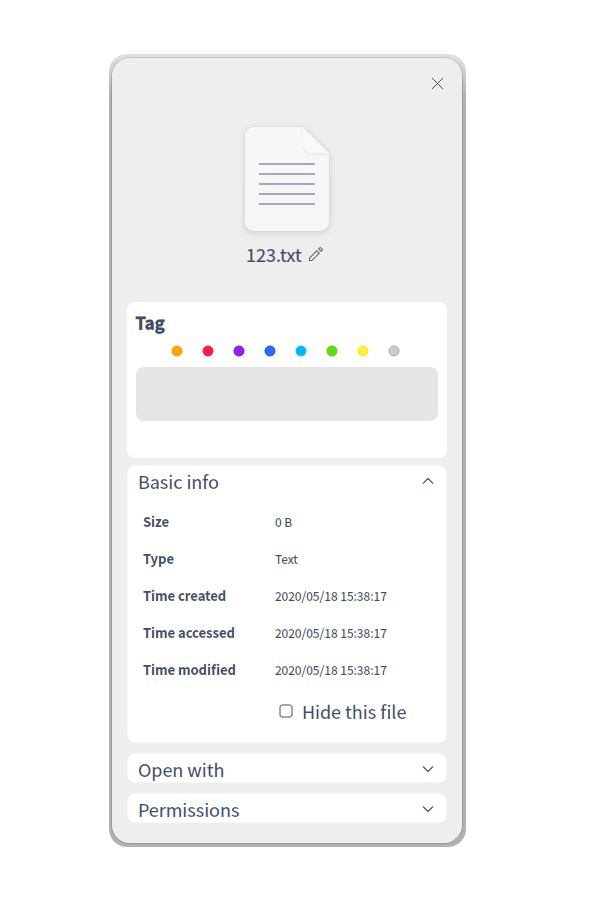 123.txt
Tag
Basic info
Size 0 B
Type Text
Time created 2020/05/18 15:38:17
Time accessed 2020/05/18 15:38:17
Time modified 2020/05/18 15:38:17
Hide this file
Open with
Permissions